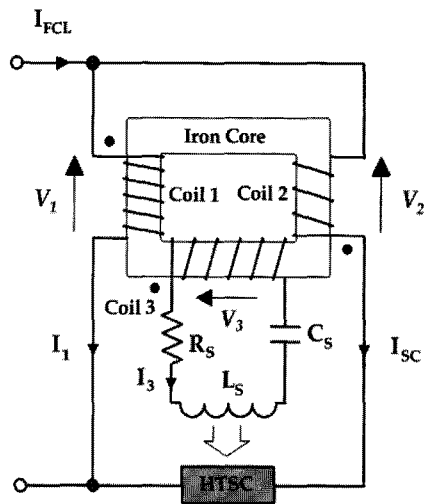 I_FCL
Iron Core
V_1
Coil 1
Coil 2
V_2
Coil 3
V_3
I_1
R_S
C_S
I_SC
I_3
L_S
HTSC